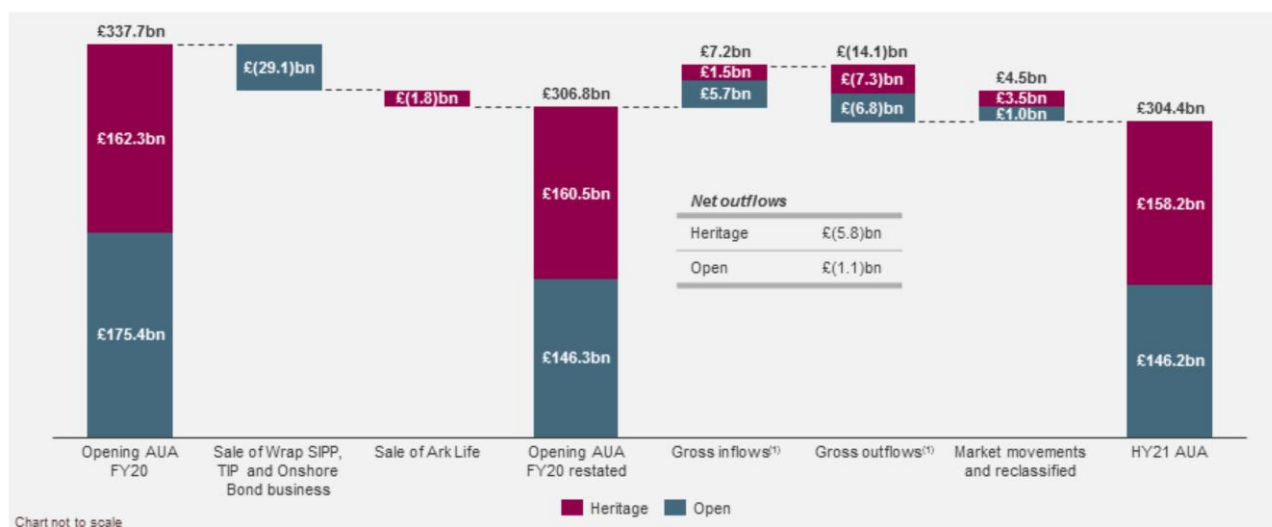 £337.7bn
£162.3bn
£175.4bn
£(29.1)bn
£(1.8)bn
£306.8bn
£160.5bn
£146.3bn
£7.2bn
£1.5bn
£5.7bn
£(14.1)bn
£(7.3)bn
£(6.8)bn
£4.5bn
£3.5bn
£1.0bn
£304.4bn
£158.2bn
£146.2bn
Net outflows
Heritage £(5.8)bn
Open £(1.1)bn
Opening AUA
FY20
Sale of Wrap SIPP,
TIP and Onshore
Bond business
Sale of Ark Life
Opening AUA
FY20 restated
Gross inflows(1)
Gross outflows(1)
Market movements
and reclassified
HY21 AUA
Heritage Open
Chart not to scale